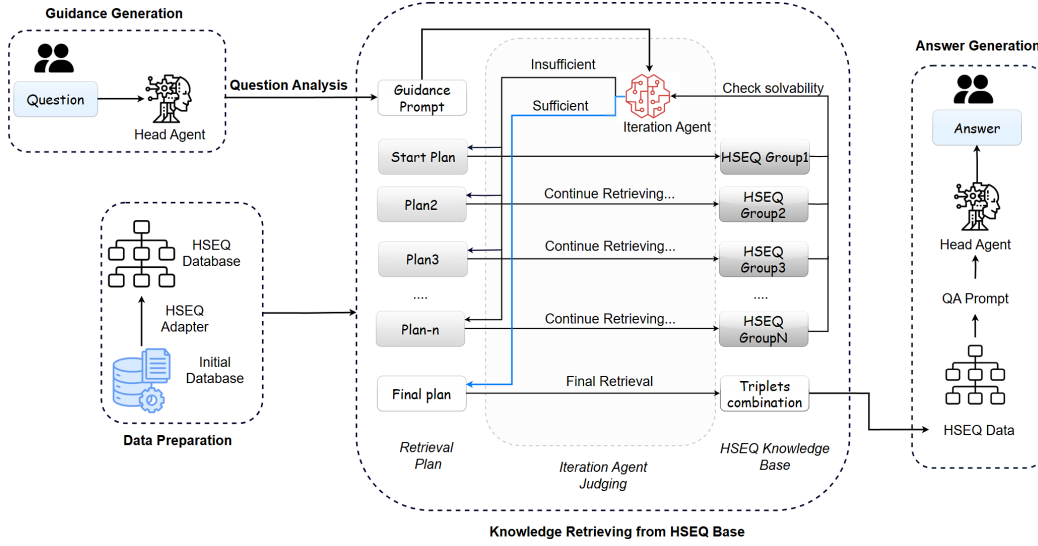 Guidance Generation
Question
Head Agent
Question Analysis
Guidance
Prompt
Insufficient
Sufficient
Iteration Agent
Check solvability
Start Plan
HSEQ Group1
Plan2
Continue Retrieving...
HSEQ
Group2
Plan3
Continue Retrieving...
HSEQ
Group3
....
....
Plan-n
Continue Retrieving...
HSEQ
GroupN
Final plan
Final Retrieval
Triplets
combination
Retrieval
Plan
Iteration Agent
Judging
HSEQ Knowledge
Base
Knowledge Retrieving from HSEQ Base
HSEQ
Database
HSEQ
Adapter
Initial
Database
Data Preparation
Answer Generation
Answer
Head Agent
QA Prompt
HSEQ Data